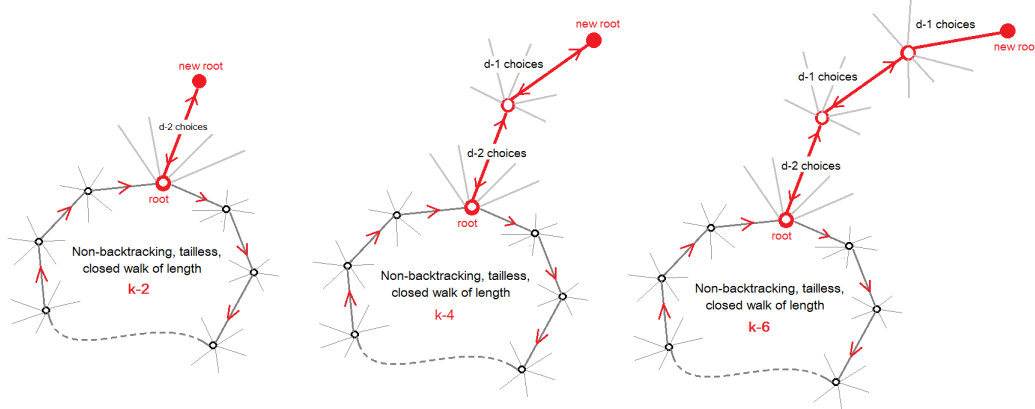 new root
d-2 choices
root
Non-backtracking, tailless,
closed walk of length
k-2
new root
d-1 choices
d-2 choices
root
Non-backtracking, tailless,
closed walk of length
k-4
d-1 choices
new root
d-1 choices
d-2 choices
root
Non-backtracking, tailless,
closed walk of length
k-6